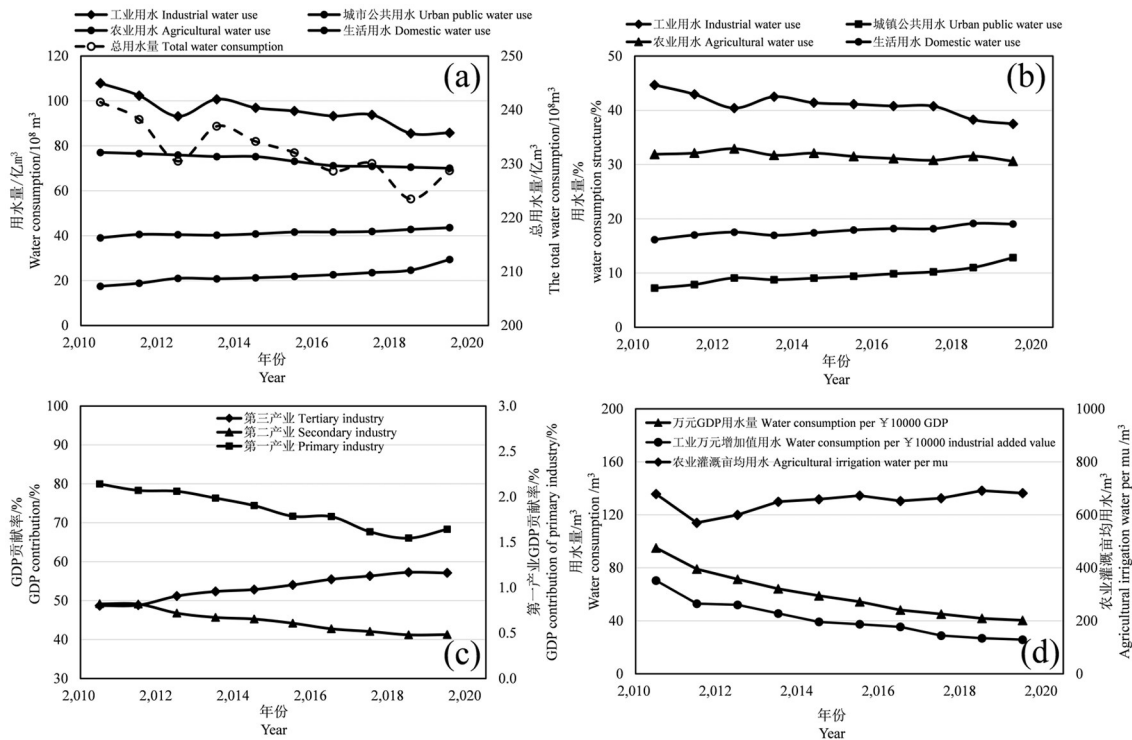 工业用水 Industrial water use
城市公共用水 Urban public water use
农业用水 Agricultural water use
生活用水 Domestic water use
总用水量 Total water consumption
(a)
120
100
80
60
40
20
0
250
240
230
220
210
200
用水量/亿m³
Water consumption/10⁸ m³
总用水量/亿m³
The total water consumption/10⁸m³
2,010 2,012 2,014 2,016 2,018 2,020
年份
Year
工业用水 Industrial water use
城镇公共用水 Urban public water use
农业用水 Agricultural water use
生活用水 Domestic water use
(b)
50
40
30
20
10
0
用水量/%
water consumption structure/%
2,010 2,012 2,014 2,016 2,018 2,020
年份
Year
第三产业 Tertiary industry
第二产业 Secondary industry
第一产业 Primary industry
(c)
100
90
80
70
60
50
40
30
3.0
2.5
2.0
1.5
1.0
0.5
0.0
GDP贡献率/%
GDP contribution/%
第一产业GDP贡献率/%
GDP contribution of primary industry/%
2,010 2,012 2,014 2,016 2,018 2,020
年份
Year
万元GDP用水量 Water consumption per ￥10000 GDP
工业万元增加值用水 Water consumption per ￥10000 industrial added value
农业灌溉亩均用水 Agricultural irrigation water per mu
(d)
200
160
120
80
40
0
1000
800
600
400
200
0
用水量/m³
Water consumption /m³
农业灌溉亩均用水/m³
Agricultural irrigation water per mu /m³
2,010 2,012 2,014 2,016 2,018 2,020
年份
Year